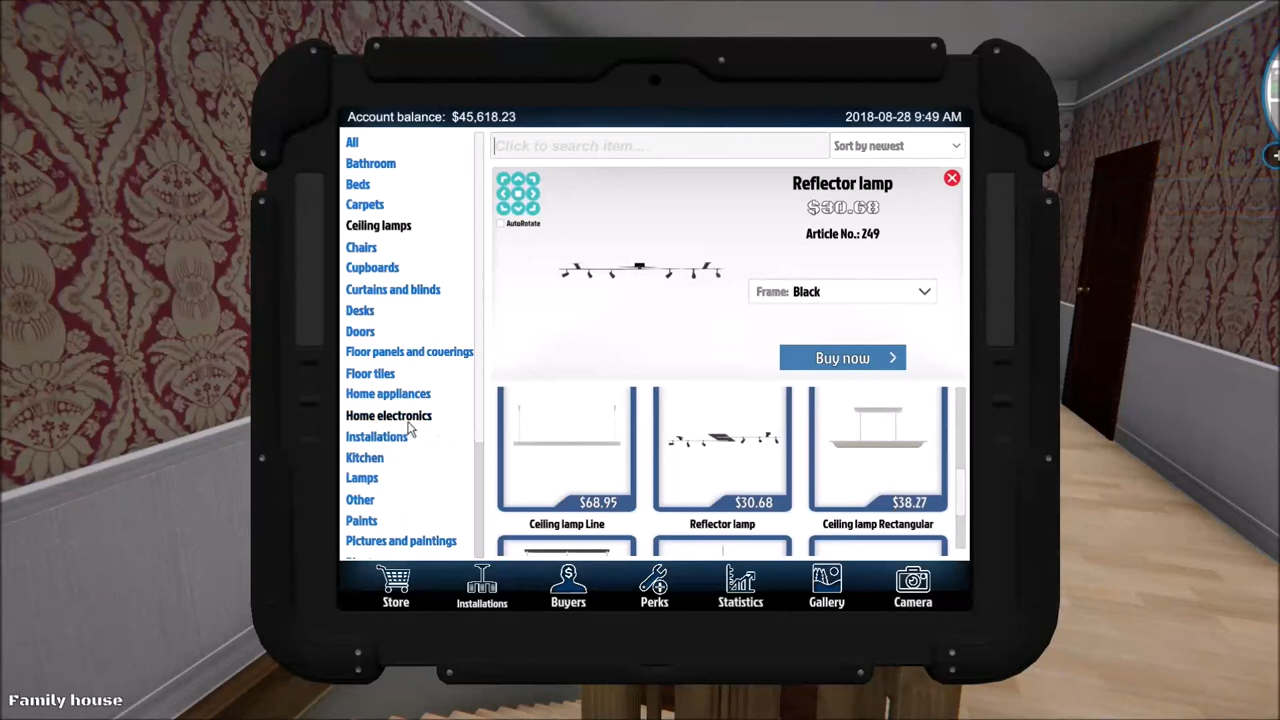 Account balance: $45,618.23
2018-08-28 9:49 AM
All
Bathroom
Beds
Carpets
Ceiling lamps
Chairs
Cupboards
Curtains and blinds
Desks
Doors
Floor panels and coverings
Floor tiles
Home appliances
Home electronics
Installations
Kitchen
Lamps
Other
Paints
Pictures and paintings
Click to search item....
Sort by newest
AutoRotate
Reflector lamp
$30.68
Article No.: 249
Frame: Black
Buy now
$68.95
$30.68
$38.27
Ceiling lamp Line
Reflector lamp
Ceiling lamp Rectangular
Store
Installations
Buyers
Perks
Statistics
Gallery
Camera
Family house